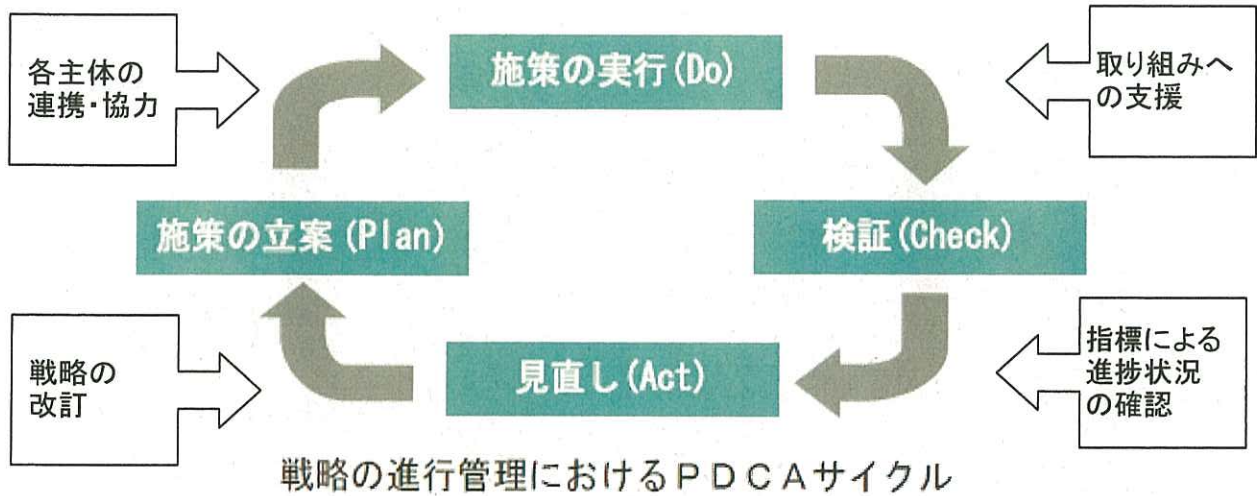 各主体の
連携・協力
施策の実行(Do)
取り組みへ
の支援
施策の立案(Plan)
検証(Check)
戦略の
改訂
見直し(Act)
指標による
進捗状況
の確認
戦略の進行管理におけるPDCAサイクル